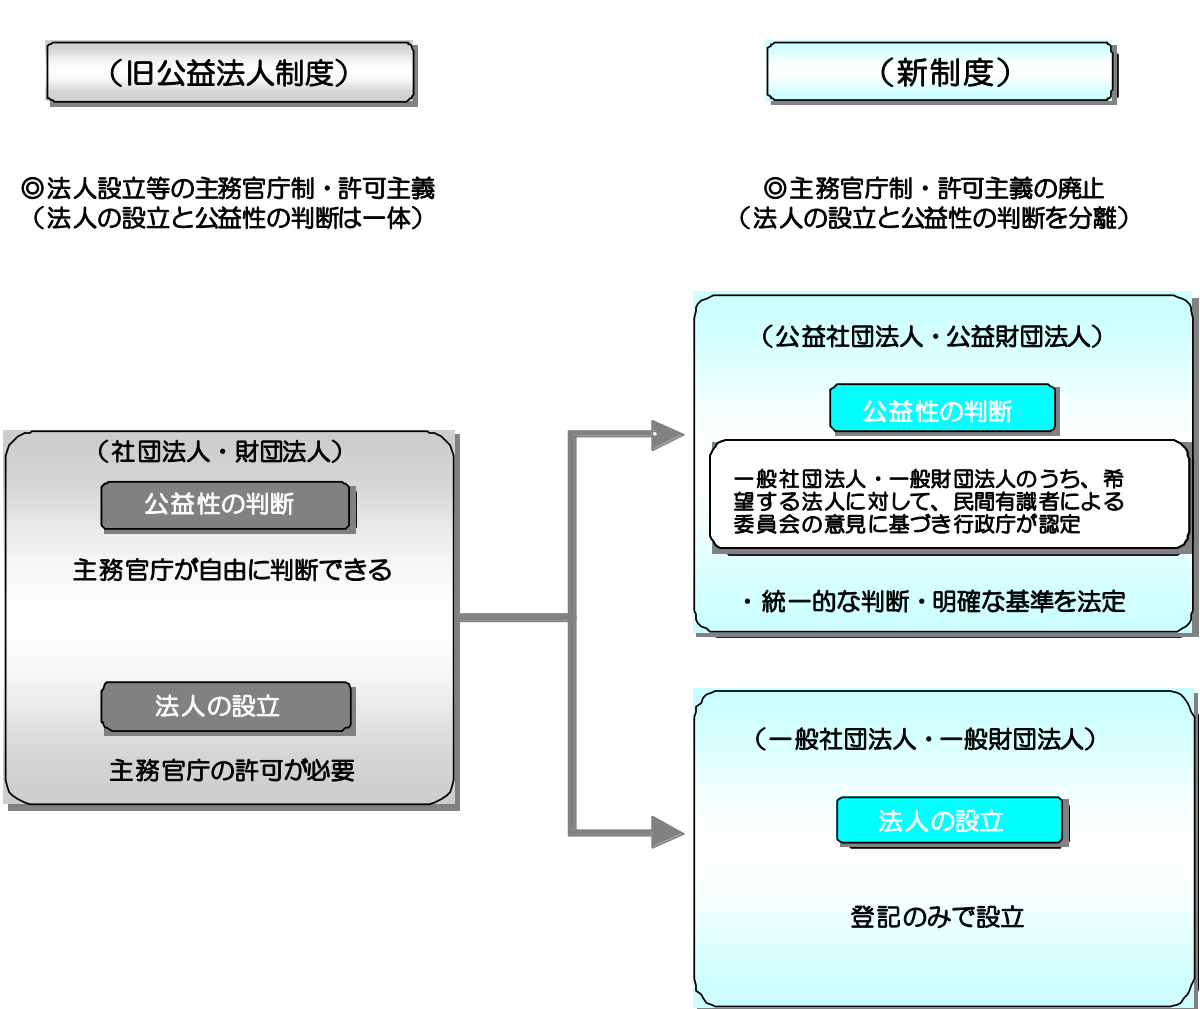 （旧公益法人制度）
◎法人設立等の主務官庁制・許可主義
（法人の設立と公益性の判断は一体）
（社団法人・財団法人）
公益性の判断
主務官庁が自由に判断できる
法人の設立
主務官庁の許可が必要
（新制度）
◎主務官庁制・許可主義の廃止
（法人の設立と公益性の判断を分離）
（公益社団法人・公益財団法人）
公益性の判断
一般社団法人・一般財団法人のうち、希
望する法人に対して、民間有識者による
委員会の意見に基づき行政庁が認定
・統一的な判断・明確な基準を法定
（一般社団法人・一般財団法人）
法人の設立
登記のみで設立